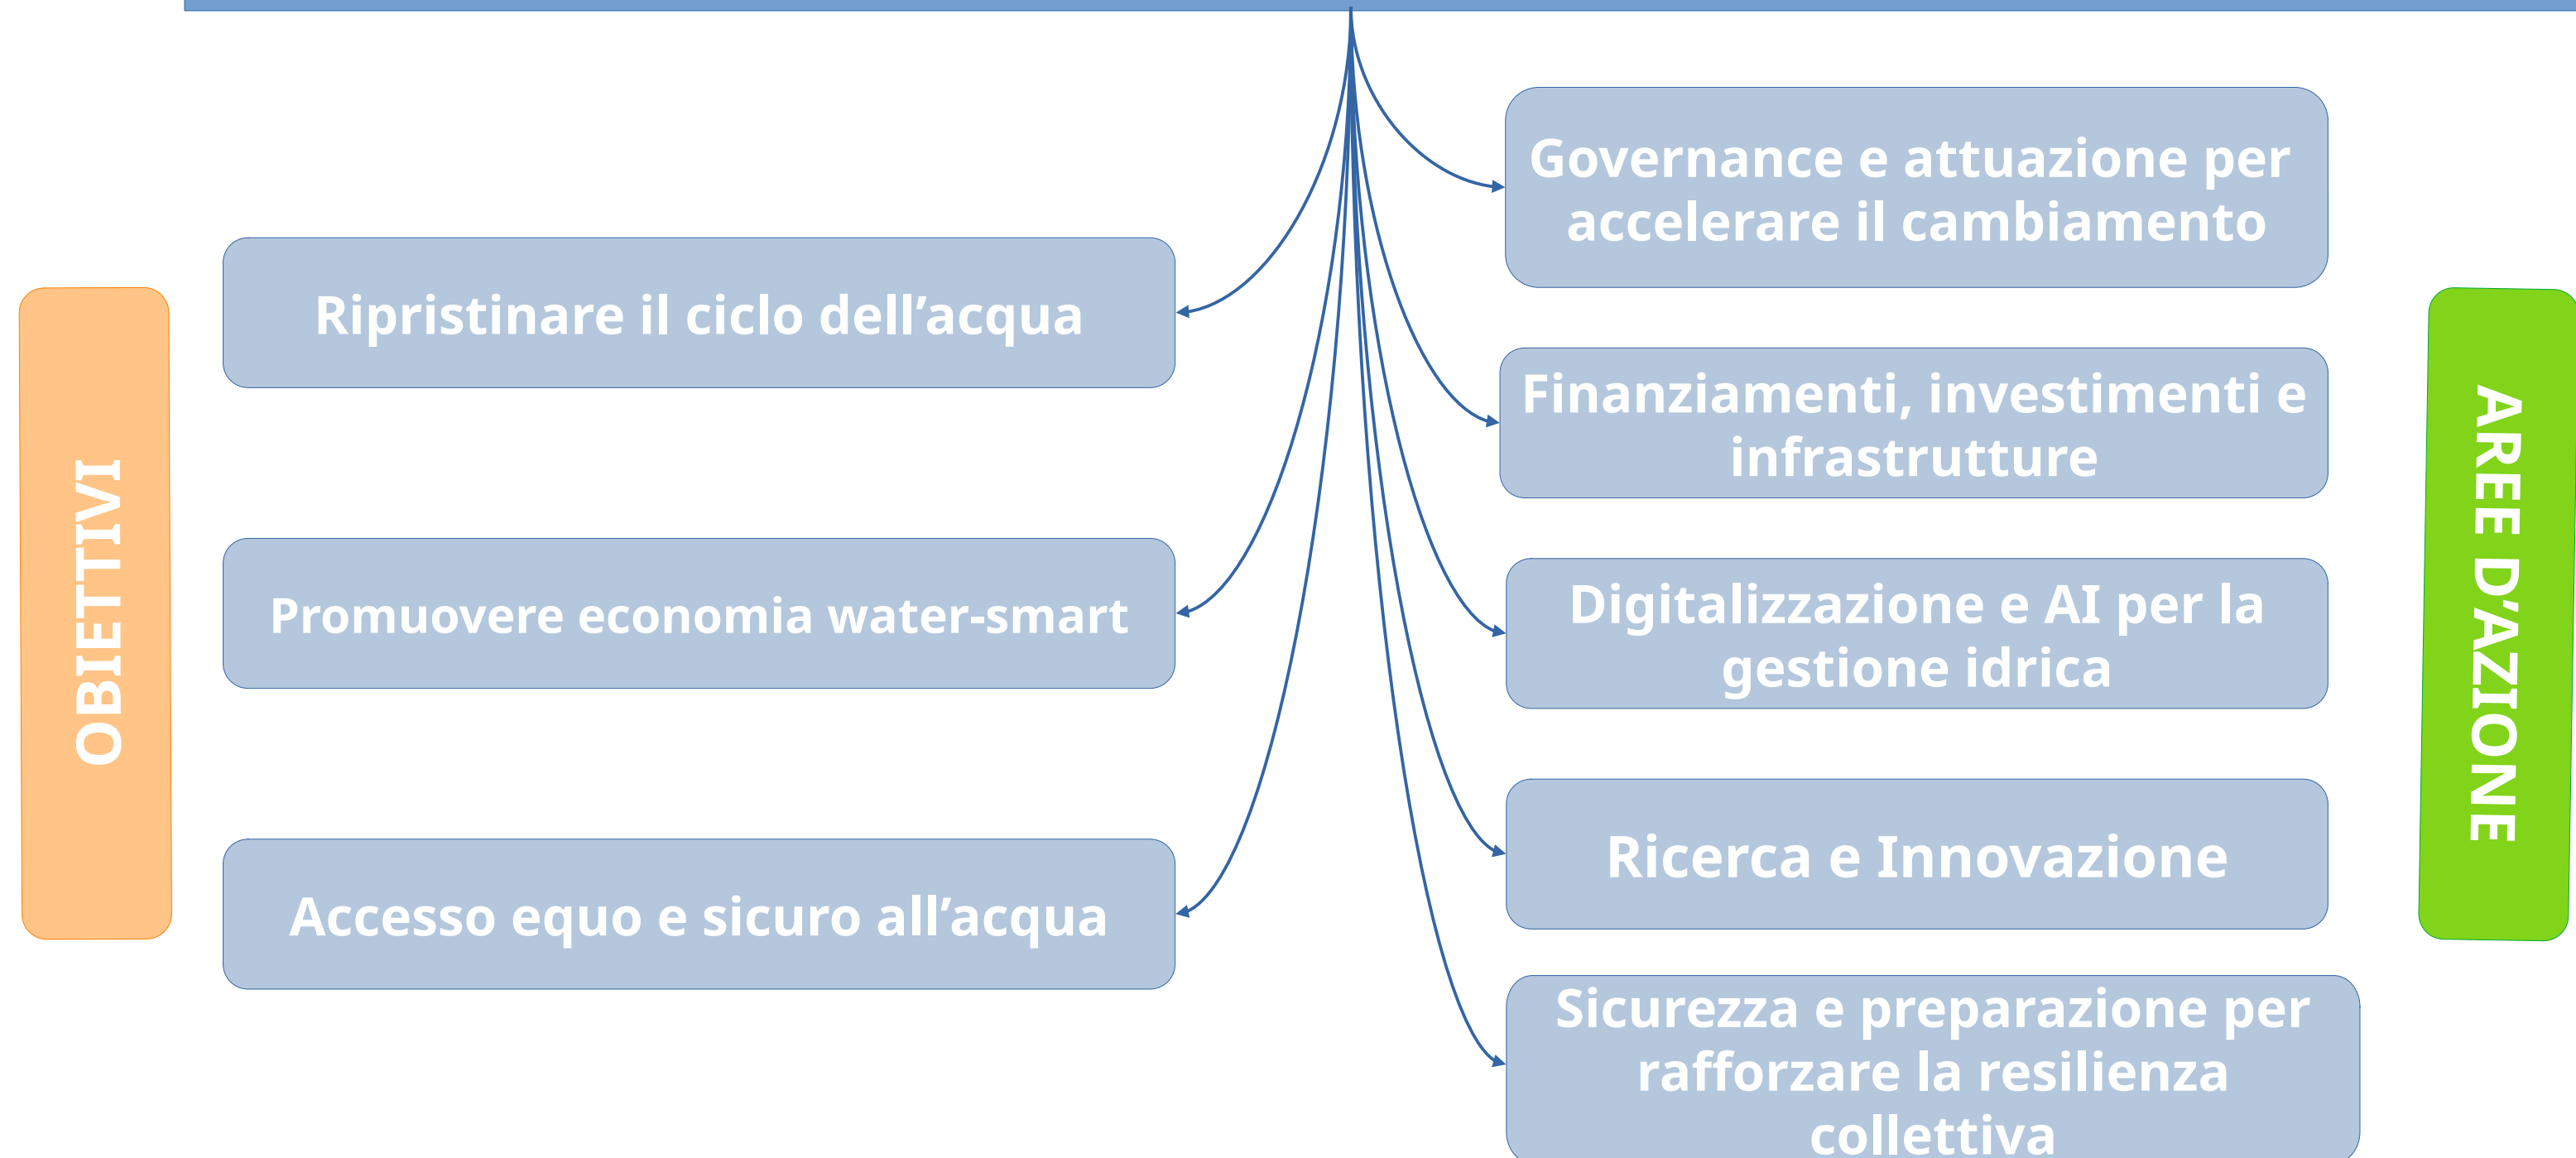 OBIETTIVI
Ripristinare il ciclo dell’acqua
Promuovere economia water-smart
Accesso equo e sicuro all’acqua
Governance e attuazione per
accelerare il cambiamento
Finanziamenti, investimenti e
infrastrutture
Digitalizzazione e AI per la
gestione idrica
Ricerca e Innovazione
Sicurezza e preparazione per
rafforzare la resilienza
collettiva
AREE D’AZIONE